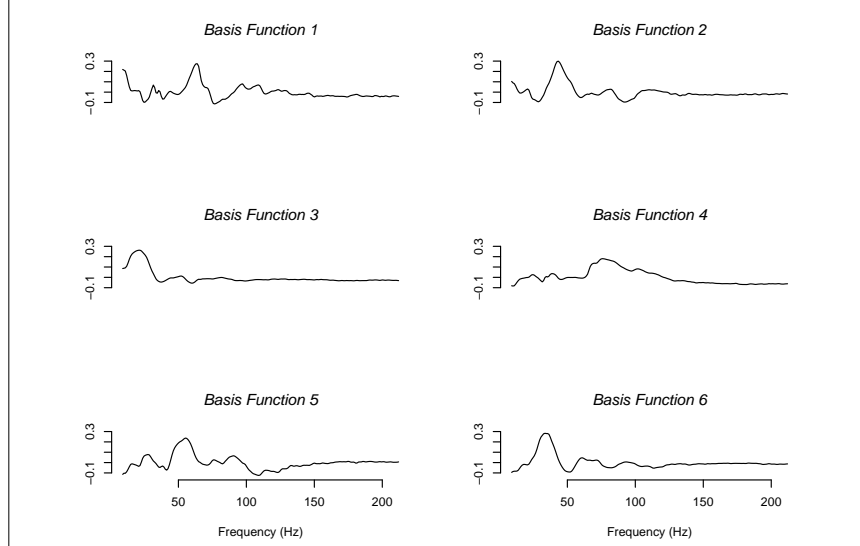 Basis Function 1
Basis Function 2
0.3
−0.1
0.3
−0.1
Basis Function 3
Basis Function 4
0.3
−0.1
0.3
−0.1
Basis Function 5
Basis Function 6
0.3
−0.1
0.3
−0.1
50 100 150 200
50 100 150 200
Frequency (Hz)
Frequency (Hz)